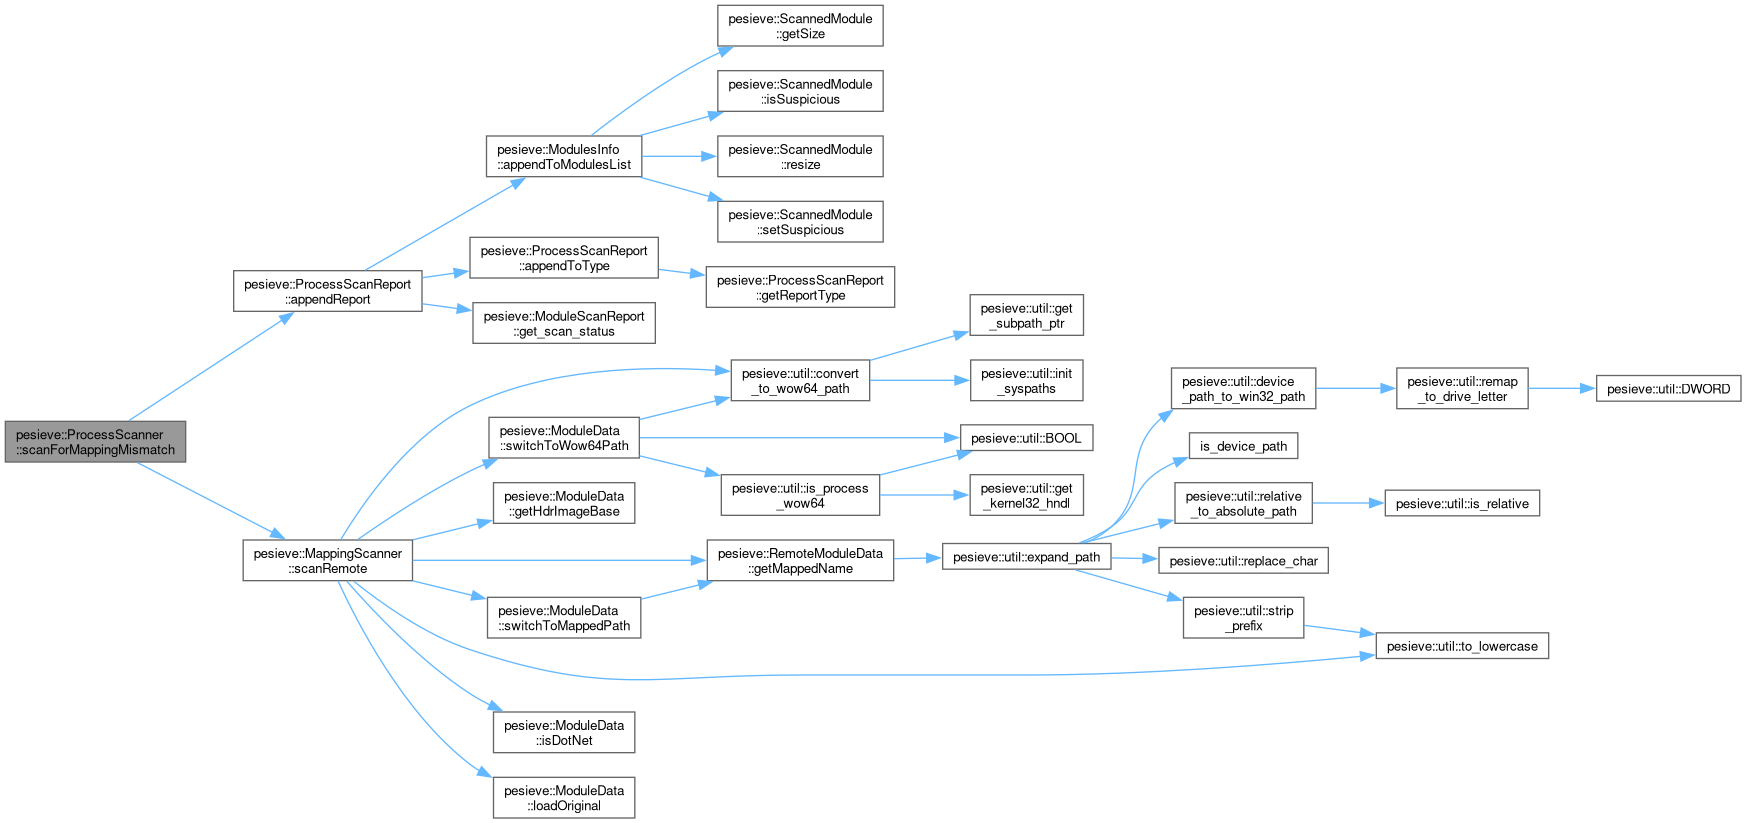 pesieve::ScannedModule
::getSize
pesieve::ScannedModule
::isSuspicious
pesieve::ModulesInfo
::appendToModulesList
pesieve::ScannedModule
::resize
pesieve::ScannedModule
::setSuspicious
pesieve::ProcessScanReport
::appendToType
pesieve::ProcessScanReport
::getReportType
pesieve::ProcessScanReport
::appendReport
pesieve::ModuleScanReport
::get_scan_status
pesieve::util::get
_subpath_ptr
pesieve::util::convert
_to_wow64_path
pesieve::util::init
_syspaths
pesieve::util::device
_path_to_win32_path
pesieve::util::remap
_to_drive_letter
pesieve::util::DWORD
pesieve::ProcessScanner
::scanForMappingMismatch
pesieve::ModuleData
::switchToWow64Path
pesieve::util::BOOL
is_device_path
pesieve::util::is_process
_wow64
pesieve::util::get
_kernel32_hndl
pesieve::util::relative
_to_absolute_path
pesieve::util::is_relative
pesieve::ModuleData
::getHdrImageBase
pesieve::MappingScanner
::scanRemote
pesieve::RemoteModuleData
::getMappedName
pesieve::util::expand_path
pesieve::util::replace_char
pesieve::ModuleData
::switchToMappedPath
pesieve::util::strip
_prefix
pesieve::util::to_lowercase
pesieve::ModuleData
::isDotNet
pesieve::ModuleData
::loadOriginal